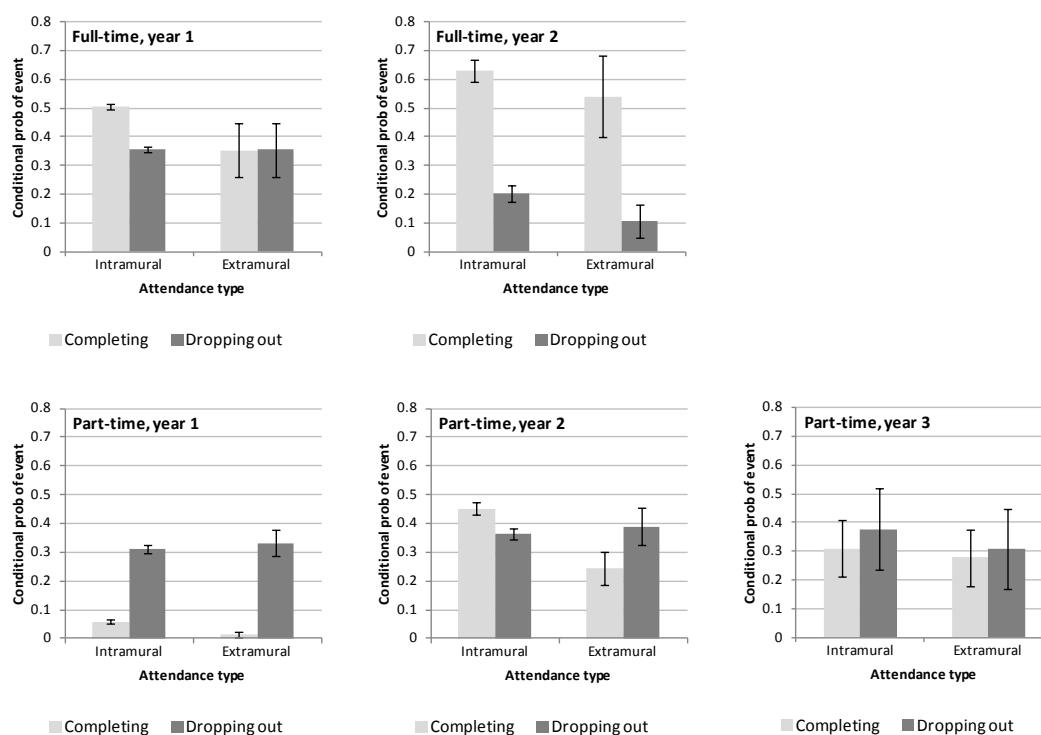 Full-time, year 1
Conditional prob of event
0.8
0.7
0.6
0.5
0.4
0.3
0.2
0.1
0
Intramural Extramural
Attendance type
Completing Dropping out
Full-time, year 2
Conditional prob of event
0.8
0.7
0.6
0.5
0.4
0.3
0.2
0.1
0
Intramural Extramural
Attendance type
Completing Dropping out
Part-time, year 1
Conditional prob of event
0.8
0.7
0.6
0.5
0.4
0.3
0.2
0.1
0
Intramural Extramural
Attendance type
Completing Dropping out
Part-time, year 2
Conditional prob of event
0.8
0.7
0.6
0.5
0.4
0.3
0.2
0.1
0
Intramural Extramural
Attendance type
Completing Dropping out
Part-time, year 3
Conditional prob of event
0.8
0.7
0.6
0.5
0.4
0.3
0.2
0.1
0
Intramural Extramural
Attendance type
Completing Dropping out